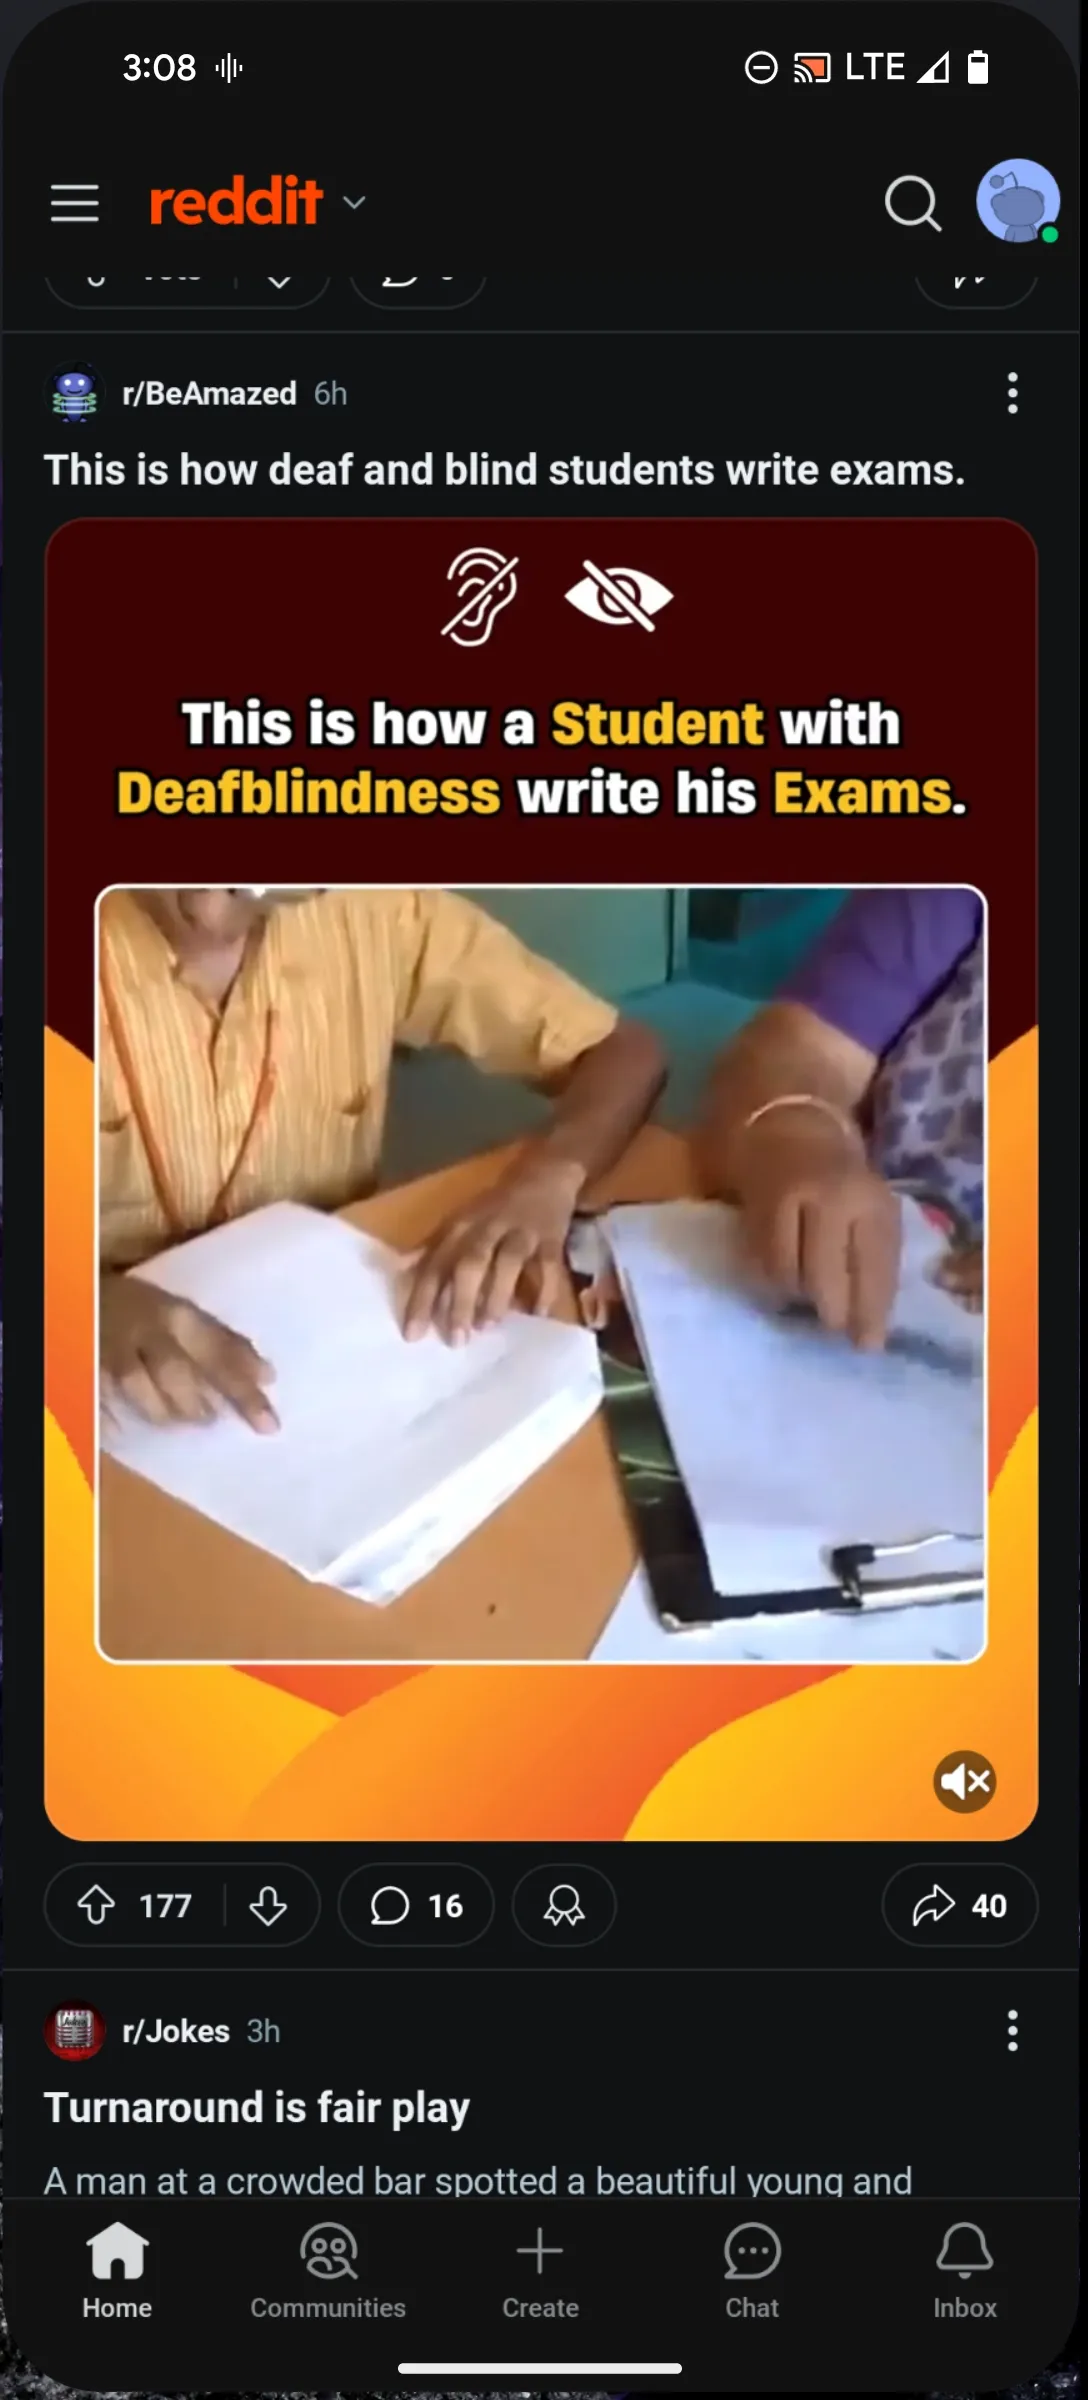 3:08
LTE
reddit
r/BeAmazed 6h
This is how deaf and blind students write exams.
This is how a Student with
Deafblindness write his Exams.
177
16
40
r/Jokes 3h
Turnaround is fair play
A man at a crowded bar spotted a beautiful young and
Home
Communities
Create
Chat
Inbox